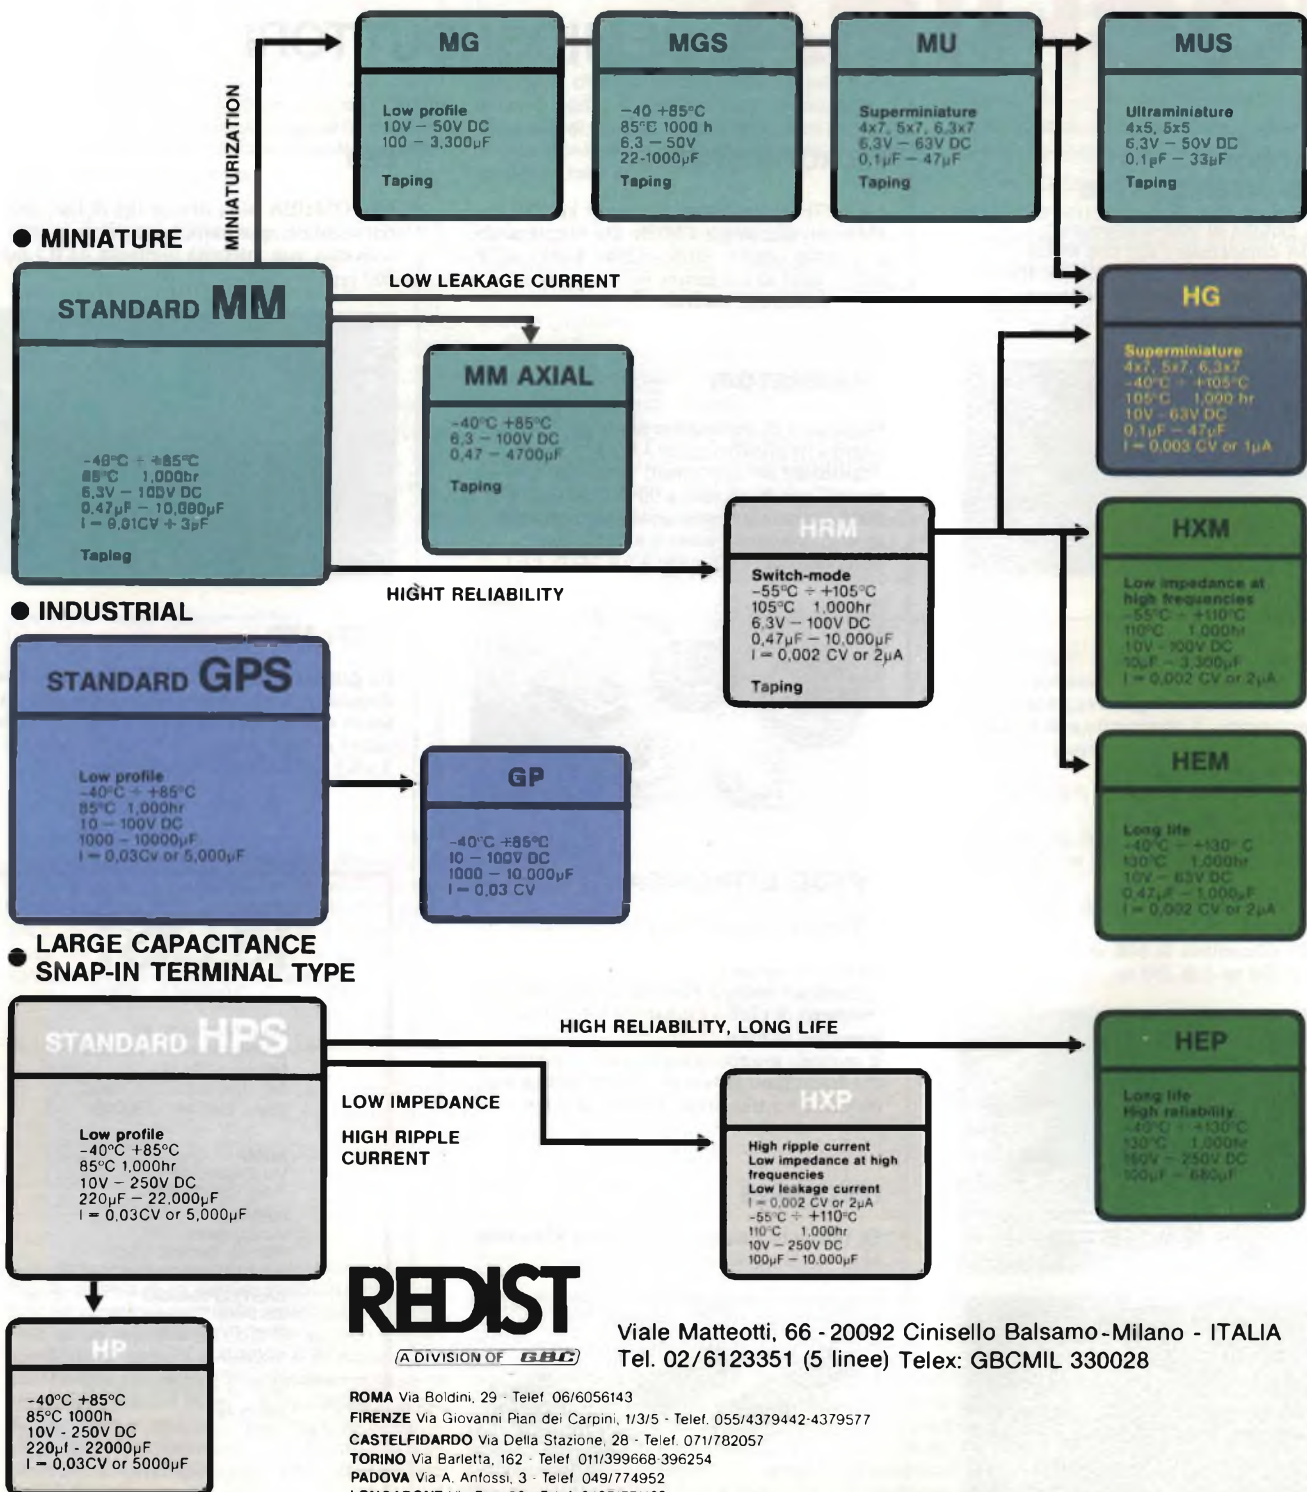 MG
Low profile
10V – 50V DC
100 – 3,300µF
Taping
MGS
-40 +85°C
85°C 1000 h
6,3 – 50V
22-1000µF
Taping
MU
Superminiature
4x7, 5x7, 6,3x7
6,3V – 63V DC
0,1µF – 47µF
Taping
MUS
Ultraminiature
4x5, 5x5
6,3V – 50V DC
0,1µF – 33µF
Taping
MINIATURIZATION
● MINIATURE
STANDARD MM
-40°C ÷ +85°C
85°C 1,000hr
6,3V – 100V DC
0,47µF – 10,000µF
I = 0,01CV + 3µF
Taping
LOW LEAKAGE CURRENT
MM AXIAL
-40°C +85°C
6,3 – 100V DC
0,47 – 4700µF
Taping
HG
Superminiature
4x7, 5x7, 6,3x7
-40°C ÷ +105°C
105°C 1,000 hr
10V - 63V DC
0,1µF – 47µF
I = 0,003 CV or 1µA
HIGHT RELIABILITY
HRM
Switch-mode
-55°C ÷ +105°C
105°C 1,000hr
6,3V – 100V DC
0,47µF – 10,000µF
I = 0,002 CV or 2µA
Taping
HXM
Low impedance at
high frequencies
-55°C ÷ +110°C
110°C 1,000hr
10V - 100V DC
10µF – 3,300µF
I = 0,002 CV or 2µA
HEM
Long life
-40°C ÷ +130°C
130°C 1,000hr
10V – 63V DC
0,47µF – 1,000µF
I = 0,002 CV or 2µA
● INDUSTRIAL
STANDARD GPS
Low profile
-40°C ÷ +85°C
85°C 1,000hr
10 – 100V DC
1000 – 10000µF
I = 0,03Cv or 5,000µF
GP
-40°C +85°C
10 – 100V DC
1000 – 10.000µF
I = 0,03 CV
● LARGE CAPACITANCE
SNAP-IN TERMINAL TYPE
STANDARD HPS
Low profile
-40°C +85°C
85°C 1,000hr
10V – 250V DC
220µF – 22,000µF
I = 0,03CV or 5,000µF
HIGH RELIABILITY, LONG LIFE
LOW IMPEDANCE
HIGH RIPPLE
CURRENT
HXP
High ripple current
Low impedance at high
frequencies
Low leakage current
I = 0,002 CV or 2µA
-55°C ÷ +110°C
110°C 1,000hr
10V – 250V DC
100µF – 10.000µF
HEP
Long life
High reliability
-40°C ÷ +130°C
130°C 1,000hr
160V – 250V DC
100µF – 680µF
HP
-40°C +85°C
85°C 1000h
10V - 250V DC
220µf - 22000µF
I = 0,03CV or 5000µF
REDIST
A DIVISION OF GBC
Viale Matteotti, 66 - 20092 Cinisello Balsamo - Milano - ITALIA
Tel. 02/6123351 (5 linee) Telex: GBCMIL 330028
ROMA Via Boldini, 29 - Telef. 06/6056143
FIRENZE Via Giovanni Pian dei Carpini, 1/3/5 - Telef. 055/4379442-4379577
CASTELFIDARDO Via Della Stazione, 28 - Telef. 071/782057
TORINO Via Barletta, 162 - Telef. 011/399668-396254
PADOVA Via A. Anfossi, 3 - Telef. 049/774952